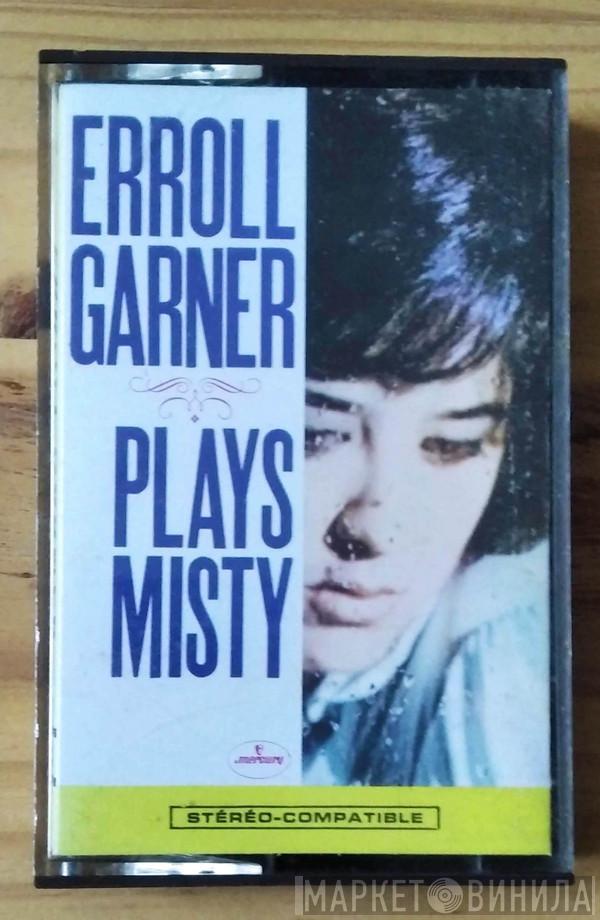 ERROLL
GARNER
PLAYS
MISTY
mercury
STÉRÉO-COMPATIBLE
МАРКЕТ ВИНИЛА